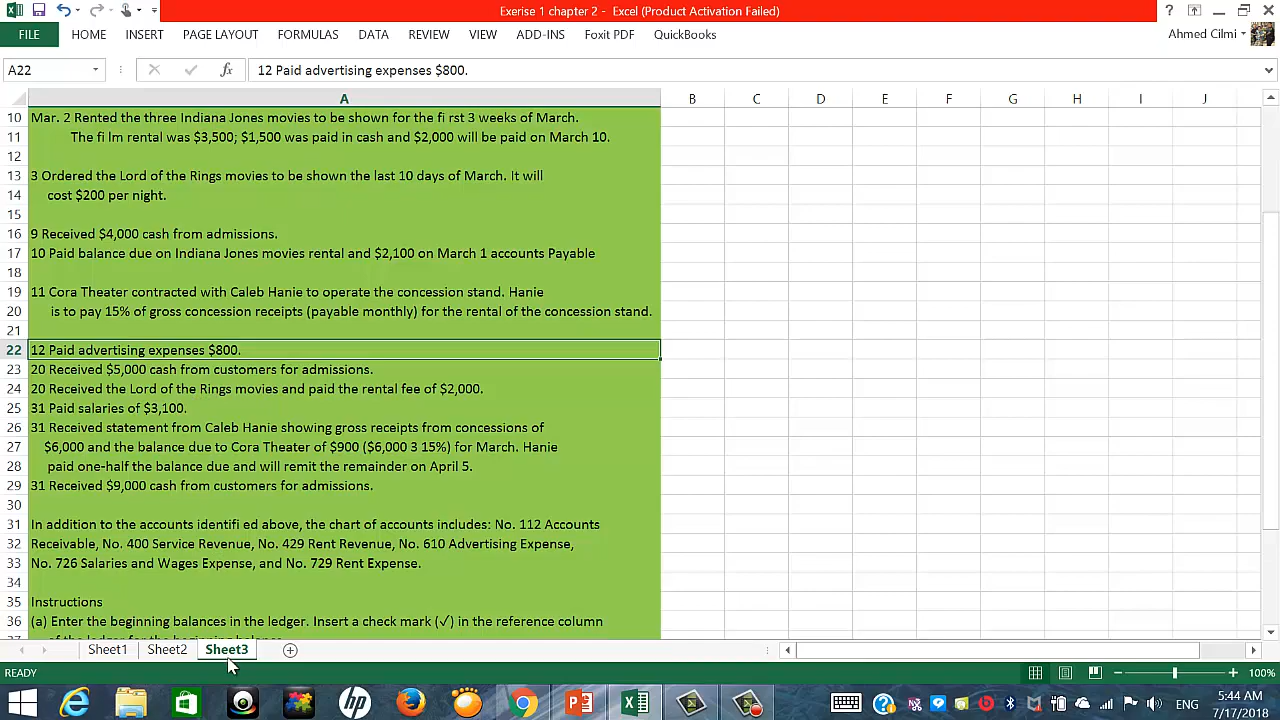 Exerise 1 chapter 2 - Excel (Product Activation Failed)
?
FILE HOME INSERT PAGE LAYOUT FORMULAS DATA REVIEW VIEW ADD-INS Foxit PDF QuickBooks Ahmed Cilmi
A22 fx 12 Paid advertising expenses $800.
A B C D E F G H I J
10 Mar. 2 Rented the three Indiana Jones movies to be shown for the fi rst 3 weeks of March.
11 The fi lm rental was $3,500; $1,500 was paid in cash and $2,000 will be paid on March 10.
12
13 3 Ordered the Lord of the Rings movies to be shown the last 10 days of March. It will
14 cost $200 per night.
15
16 9 Received $4,000 cash from admissions.
17 10 Paid balance due on Indiana Jones movies rental and $2,100 on March 1 accounts Payable
18
19 11 Cora Theater contracted with Caleb Hanie to operate the concession stand. Hanie
20 is to pay 15% of gross concession receipts (payable monthly) for the rental of the concession stand.
21
22 12 Paid advertising expenses $800.
23 20 Received $5,000 cash from customers for admissions.
24 20 Received the Lord of the Rings movies and paid the rental fee of $2,000.
25 31 Paid salaries of $3,100.
26 31 Received statement from Caleb Hanie showing gross receipts from concessions of
27 $6,000 and the balance due to Cora Theater of $900 ($6,000 3 15%) for March. Hanie
28 paid one-half the balance due and will remit the remainder on April 5.
29 31 Received $9,000 cash from customers for admissions.
30
31 In addition to the accounts identifi ed above, the chart of accounts includes: No. 112 Accounts
32 Receivable, No. 400 Service Revenue, No. 429 Rent Revenue, No. 610 Advertising Expense,
33 No. 726 Salaries and Wages Expense, and No. 729 Rent Expense.
34
35 Instructions
36 (a) Enter the beginning balances in the ledger. Insert a check mark (√) in the reference column
37 of the ledger for the beginning balance
Sheet1 Sheet2 Sheet3
READY 100%
ENG 5:44 AM
7/17/2018